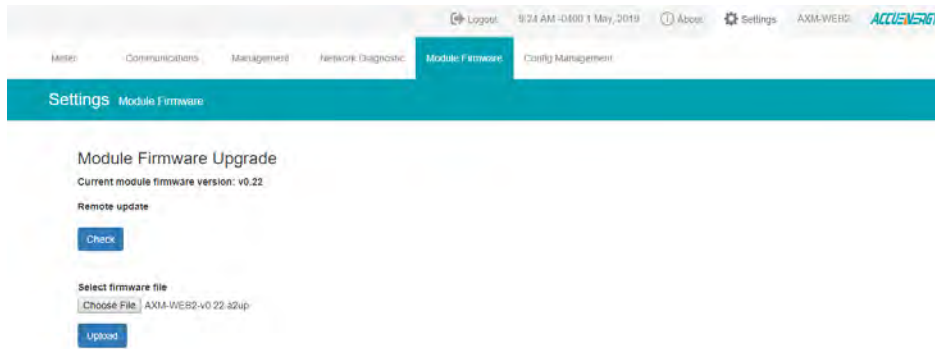 Logout 9:24 AM -0400 1 May, 2019 About Settings AXM-WEB2 ACCUENERGY
Meter Communications Management Network Diagnostic Module Firmware Config Management
Settings Module Firmware
Module Firmware Upgrade
Current module firmware version: v0.22
Remote update
Check
Select firmware file
Choose File AXM-WEB2-v0.22.a2up
Upload